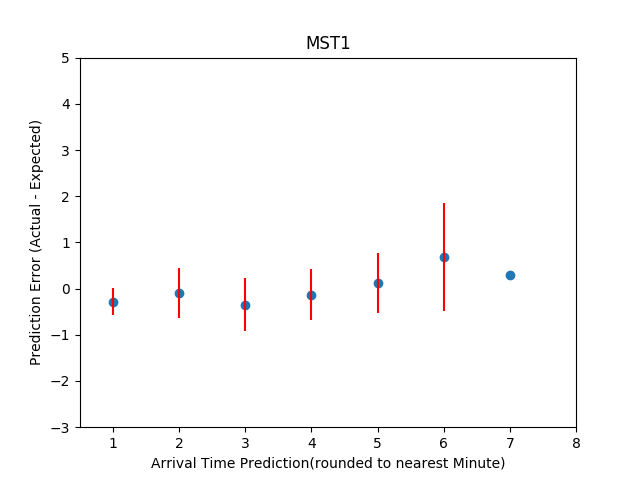 MST1
Prediction Error (Actual - Expected)
5
4
3
2
1
0
−1
−2
−3
1 2 3 4 5 6 7 8
Arrival Time Prediction(rounded to nearest Minute)